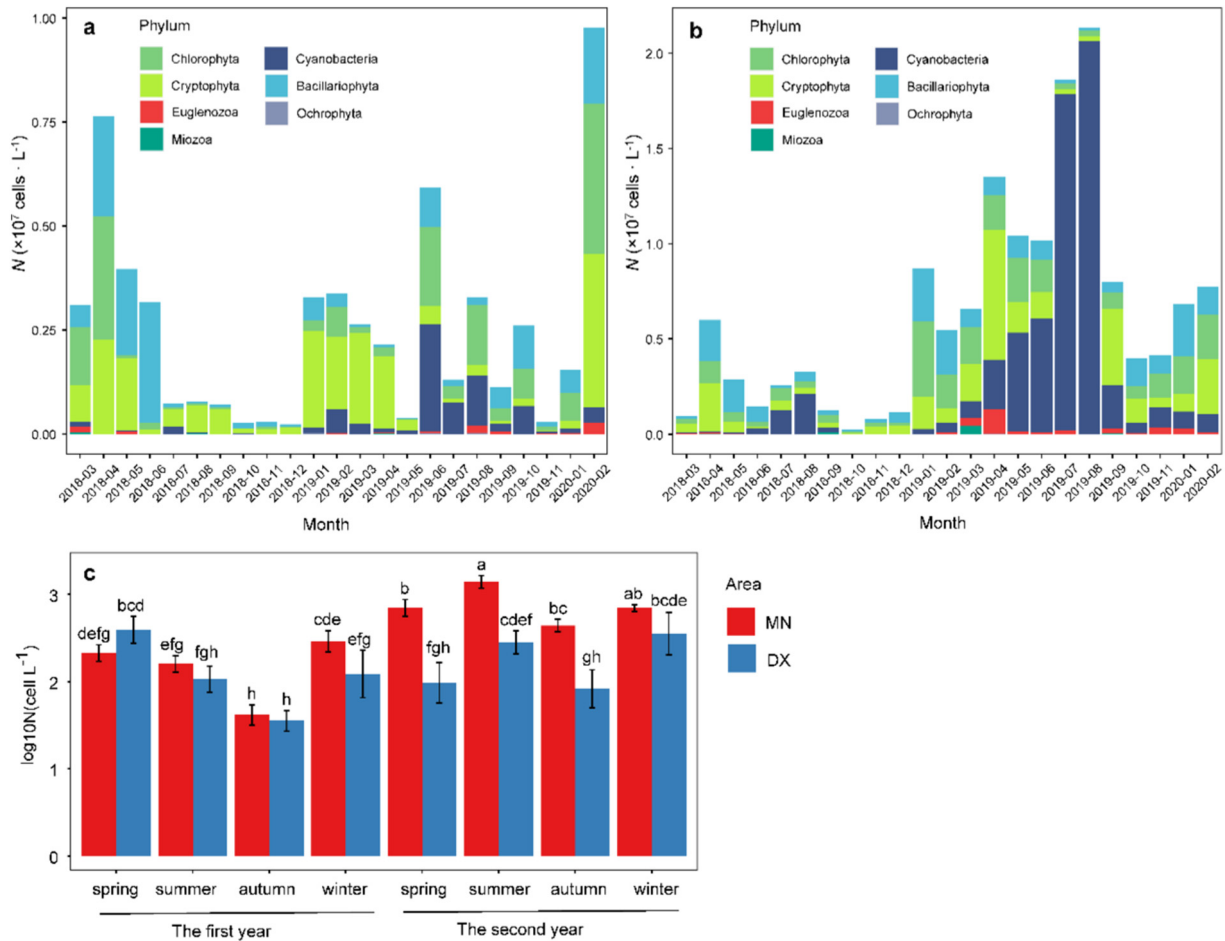 a
Phylum
Chlorophyta
Cryptophyta
Euglenozoa
Miozoa
Cyanobacteria
Bacillariophyta
Ochrophyta
1.00
0.75
0.50
0.25
0.00
N (×10⁷ cells · L⁻¹)
2018-03
2018-04
2018-05
2018-06
2018-07
2018-08
2018-09
2018-10
2018-11
2018-12
2019-01
2019-02
2019-03
2019-04
2019-05
2019-06
2019-07
2019-08
2019-09
2019-10
2019-11
2020-01
2020-02
Month
b
Phylum
Chlorophyta
Cryptophyta
Euglenozoa
Miozoa
Cyanobacteria
Bacillariophyta
Ochrophyta
2.0
1.5
1.0
0.5
0.0
N (×10⁷ cells · L⁻¹)
2018-03
2018-04
2018-05
2018-06
2018-07
2018-08
2018-09
2018-10
2018-11
2018-12
2019-01
2019-02
2019-03
2019-04
2019-05
2019-06
2019-07
2019-08
2019-09
2019-10
2019-11
2020-01
2020-02
Month
c
3
2
1
0
log10N(cell L⁻¹)
defg
bcd
efg
fgh
h
h
cde
efg
b
fgh
a
cdef
bc
gh
ab
bcde
spring summer autumn winter spring summer autumn winter
The first year The second year
Area
MN
DX